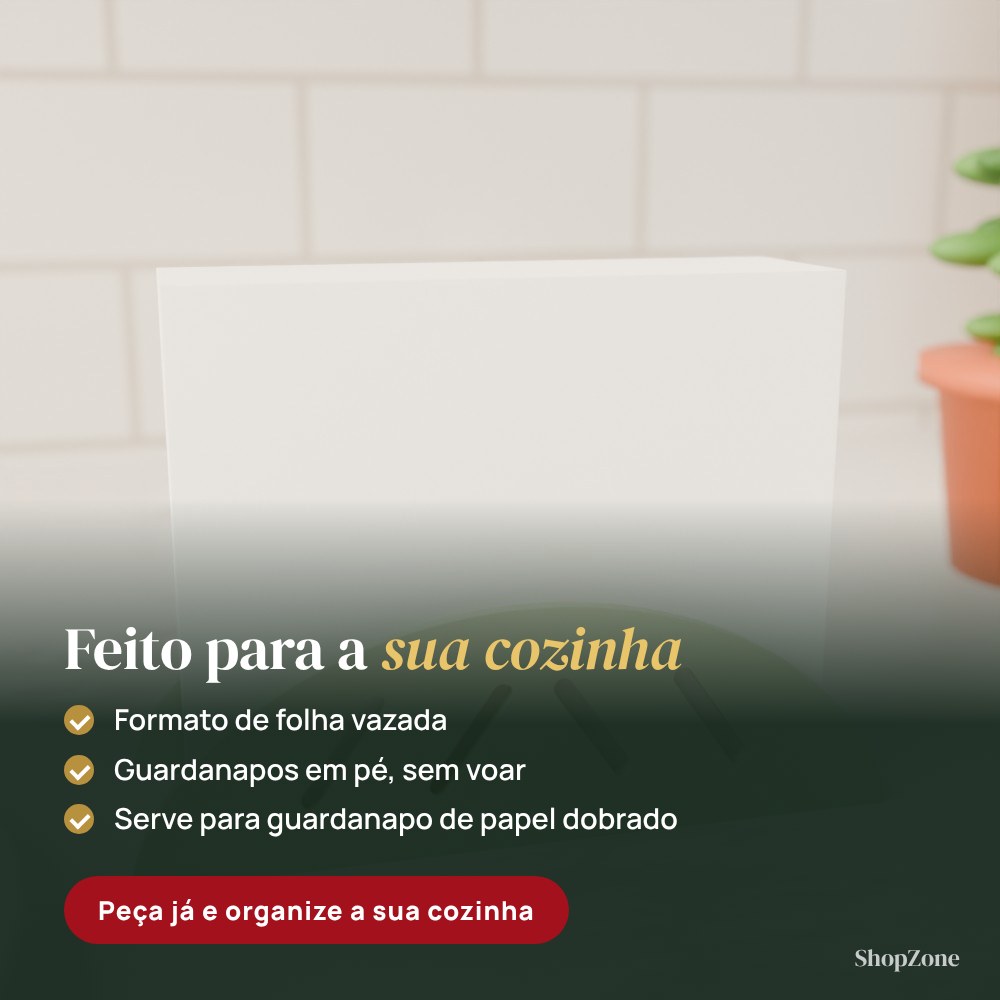 Feito para a sua cozinha
Formato de folha vazada
Guardanapos em pé, sem voar
Serve para guardanapo de papel dobrado
Peça já e organize a sua cozinha
ShopZone